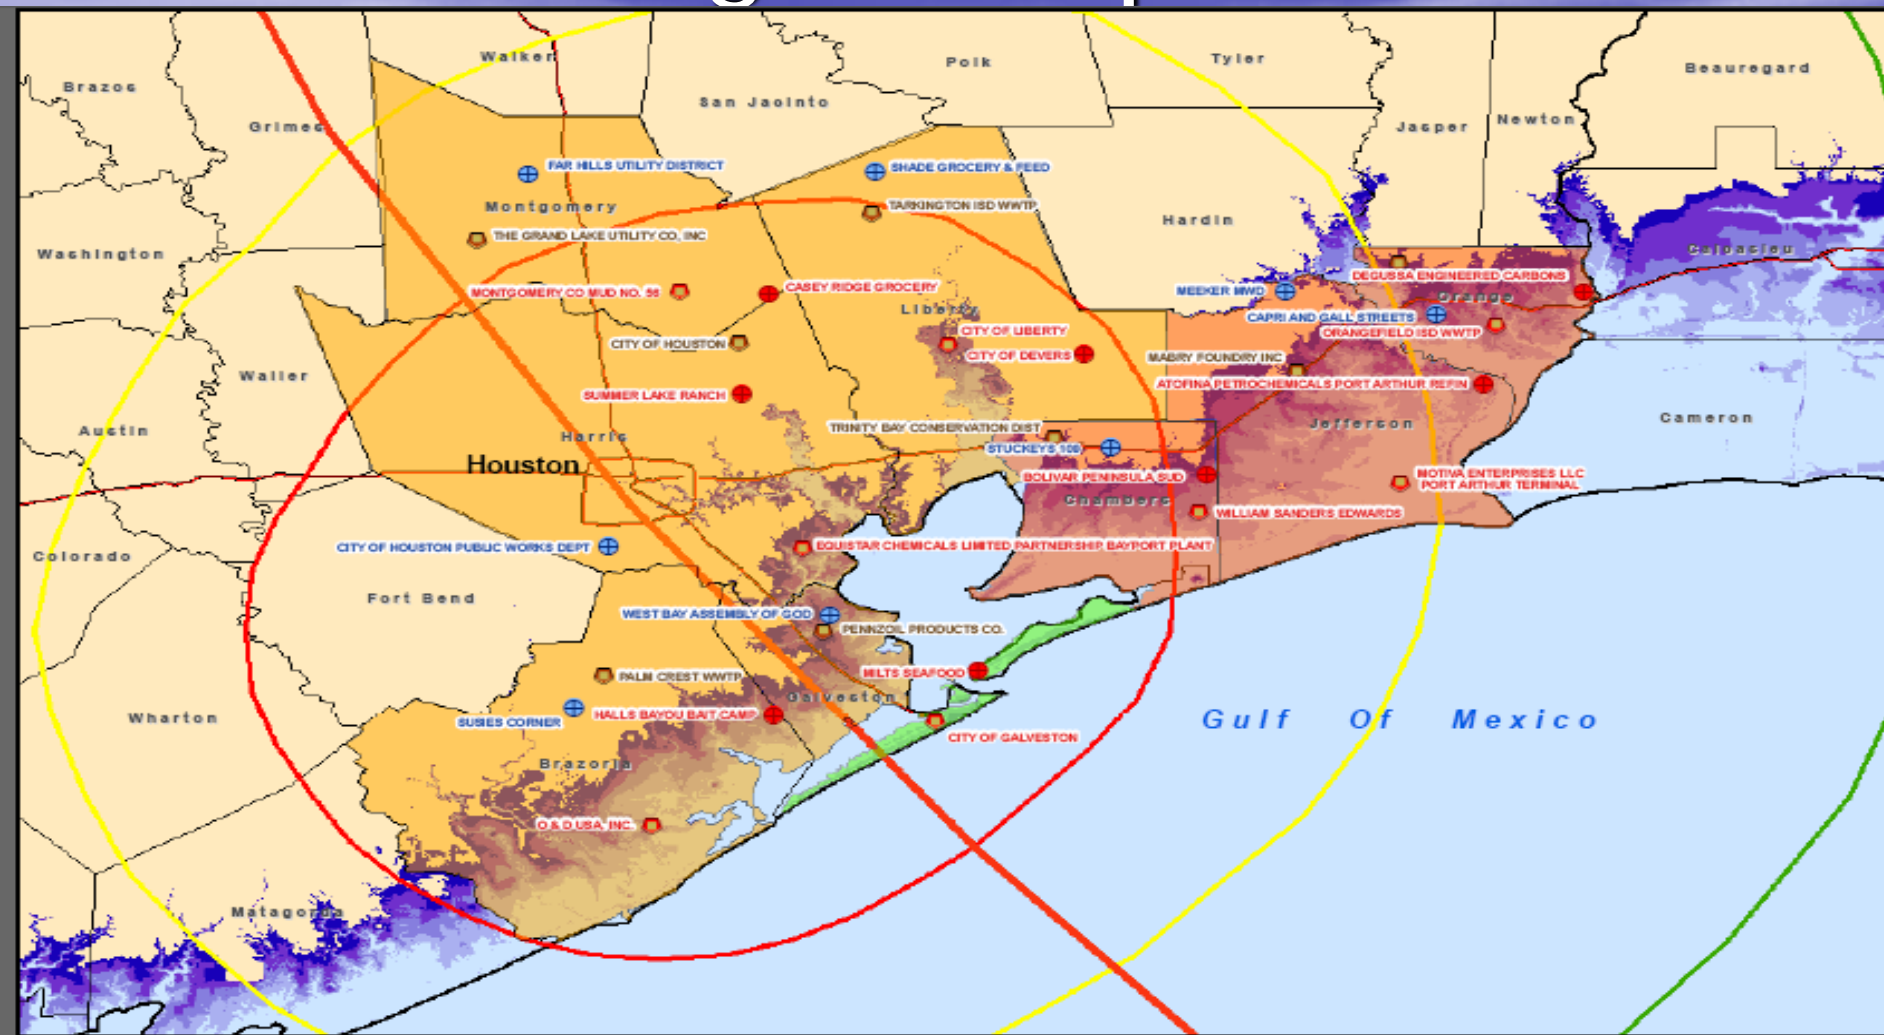 Walker
Polk
Tyler
Beauregard
Brazos
San Jacinto
Grimes
Jasper
Newton
FAR HILLS UTILITY DISTRICT
SHADE GROCERY & FEED
Montgomery
TARKINGTON ISD WWTP
Hardin
THE GRAND LAKE UTILITY CO, INC
Washington
Calcasieu
DEGUSSA ENGINEERED CARBONS
MONTGOMERY CO MUD NO. 56
CASEY RIDGE GROCERY
MEEKER MWD
Orange
Liberty
CAPRI AND GALL STREETS
CITY OF LIBERTY
ORANGEFIELD ISD WWTP
CITY OF HOUSTON
CITY OF DEVERS
MABRY FOUNDRY INC
Waller
ATOFINA PETROCHEMICALS PORT ARTHUR REFIN
SUMMER LAKE RANCH
Cameron
Austin
TRINITY BAY CONSERVATION DIST
Jefferson
Harris
STUCKEYS 108
Houston
BOLIVAR PENINSULA SUD
MOTIVA ENTERPRISES LLC
PORT ARTHUR TERMINAL
Chambers
WILLIAM SANDERS EDWARDS
CITY OF HOUSTON PUBLIC WORKS DEPT
EQUISTAR CHEMICALS LIMITED PARTNERSHIP BAYPORT PLANT
Colorado
Fort Bend
WEST BAY ASSEMBLY OF GOD
PENNZOIL PRODUCTS CO.
PALM CREST WWTP
MILTS SEAFOOD
Galveston
Wharton
SUSIES CORNER
HALLS BAYOU BAIT CAMP
Gulf Of Mexico
CITY OF GALVESTON
Brazoria
O & D USA, INC.
Matagorda